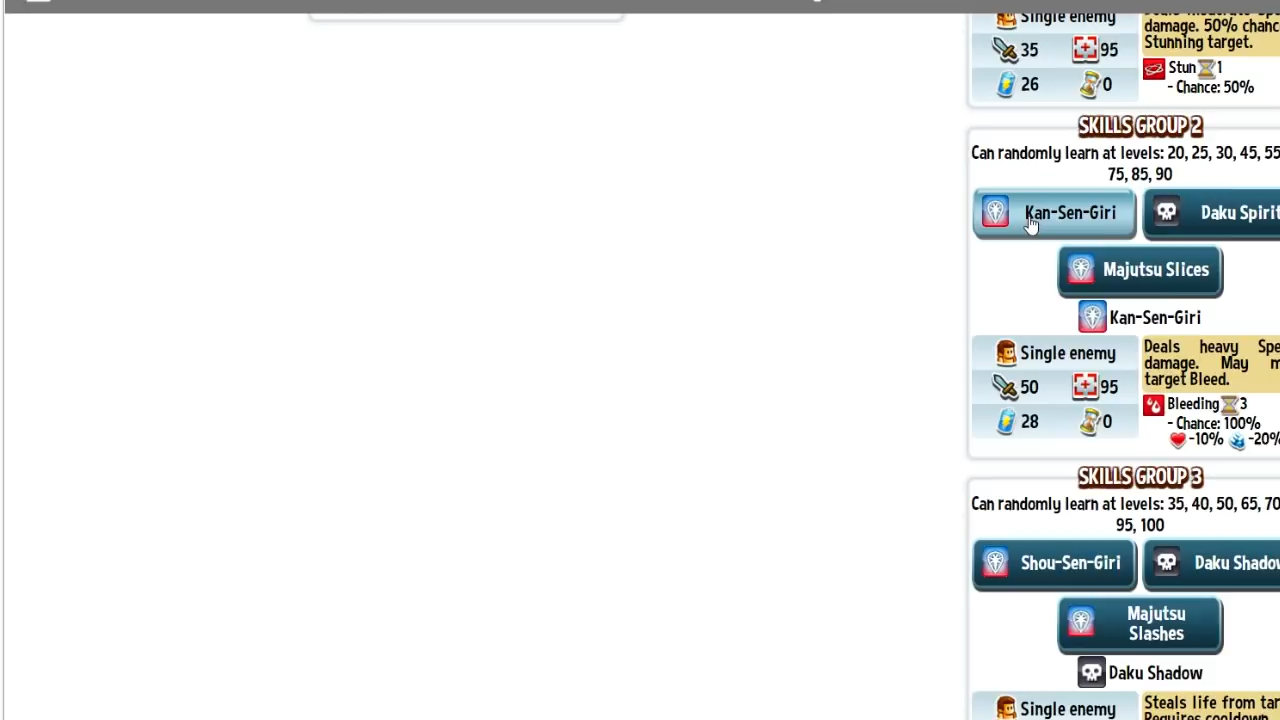 Single enemy
35
95
26
0
damage. 50% chanc
Stunning target.
Stun 1
- Chance: 50%
SKILLS GROUP 2
Can randomly learn at levels: 20, 25, 30, 45, 55
75, 85, 90
Kan-Sen-Giri
Daku Spirit
Majutsu Slices
Kan-Sen-Giri
Single enemy
50
95
28
0
Deals heavy Spe
damage. May m
target Bleed.
Bleeding 3
- Chance: 100%
-10% -20%
SKILLS GROUP 3
Can randomly learn at levels: 35, 40, 50, 65, 70
95, 100
Shou-Sen-Giri
Daku Shadow
Majutsu
Slashes
Daku Shadow
Single enemy
Steals life from tar
Requires cooldown